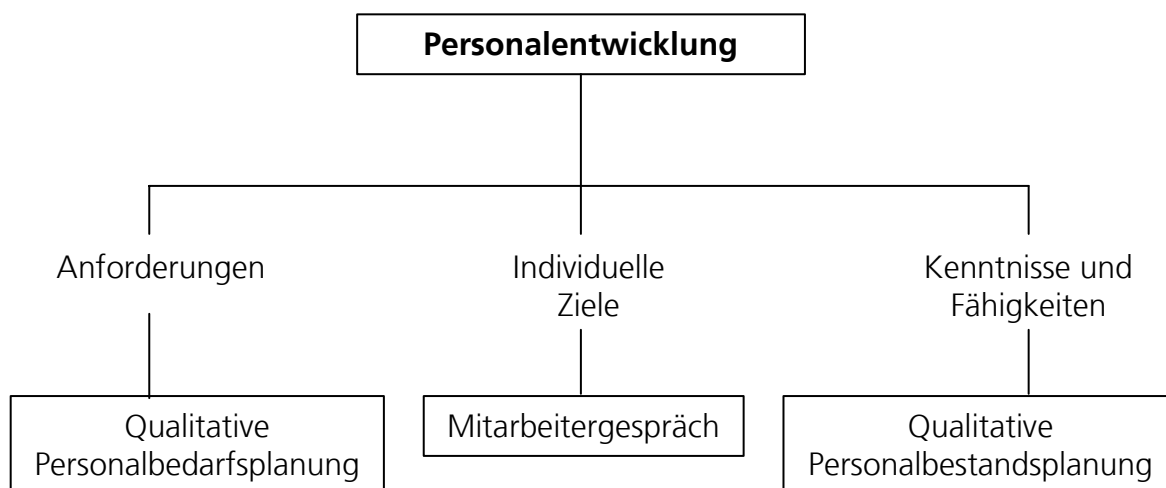 Personalentwicklung
Anforderungen
Individuelle
Ziele
Kenntnisse und
Fähigkeiten
Qualitative
Personalbedarfsplanung
Mitarbeitergespräch
Qualitative
Personalbestandsplanung